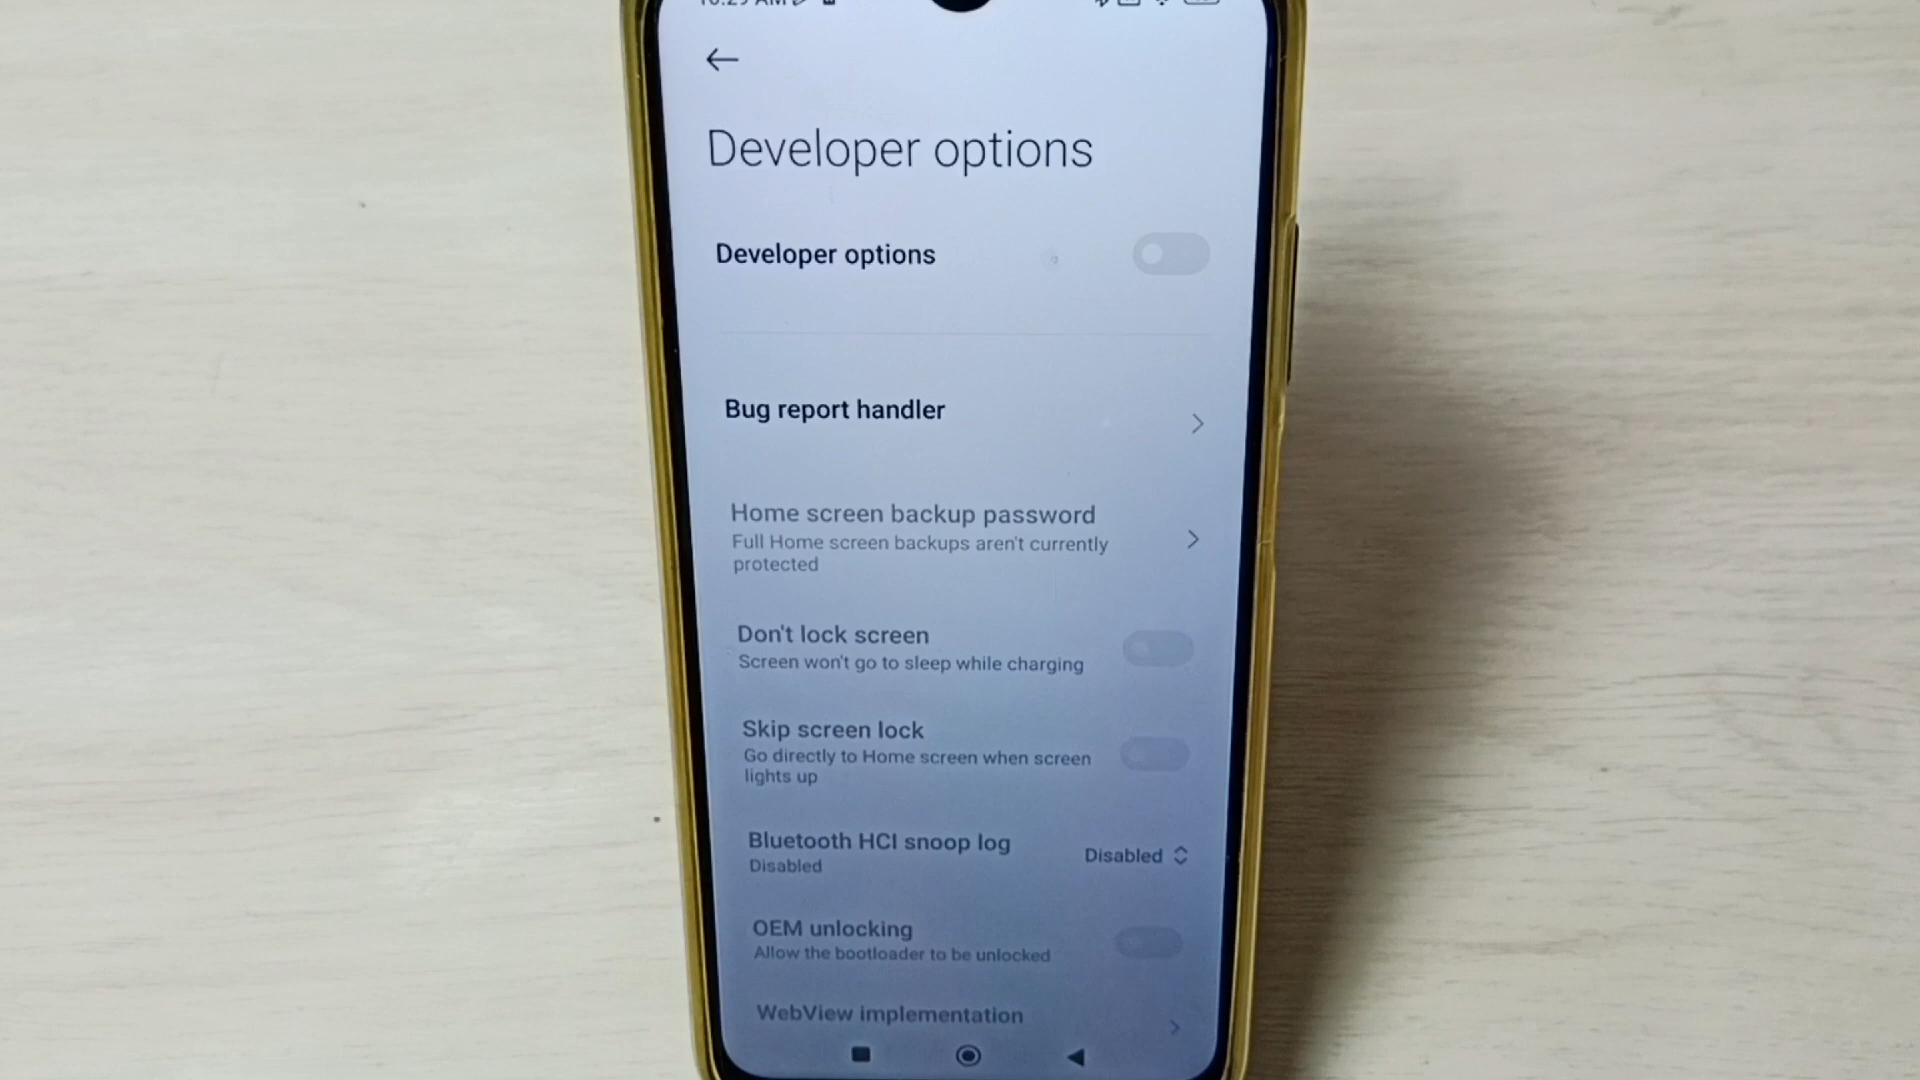 Developer options
Developer options
Bug report handler
Home screen backup password
Full Home screen backups aren't currently
protected
Don't lock screen
Screen won't go to sleep while charging
Skip screen lock
Go directly to Home screen when screen
lights up
Bluetooth HCI snoop log
Disabled
Disabled
OEM unlocking
Allow the bootloader to be unlocked
WebView implementation